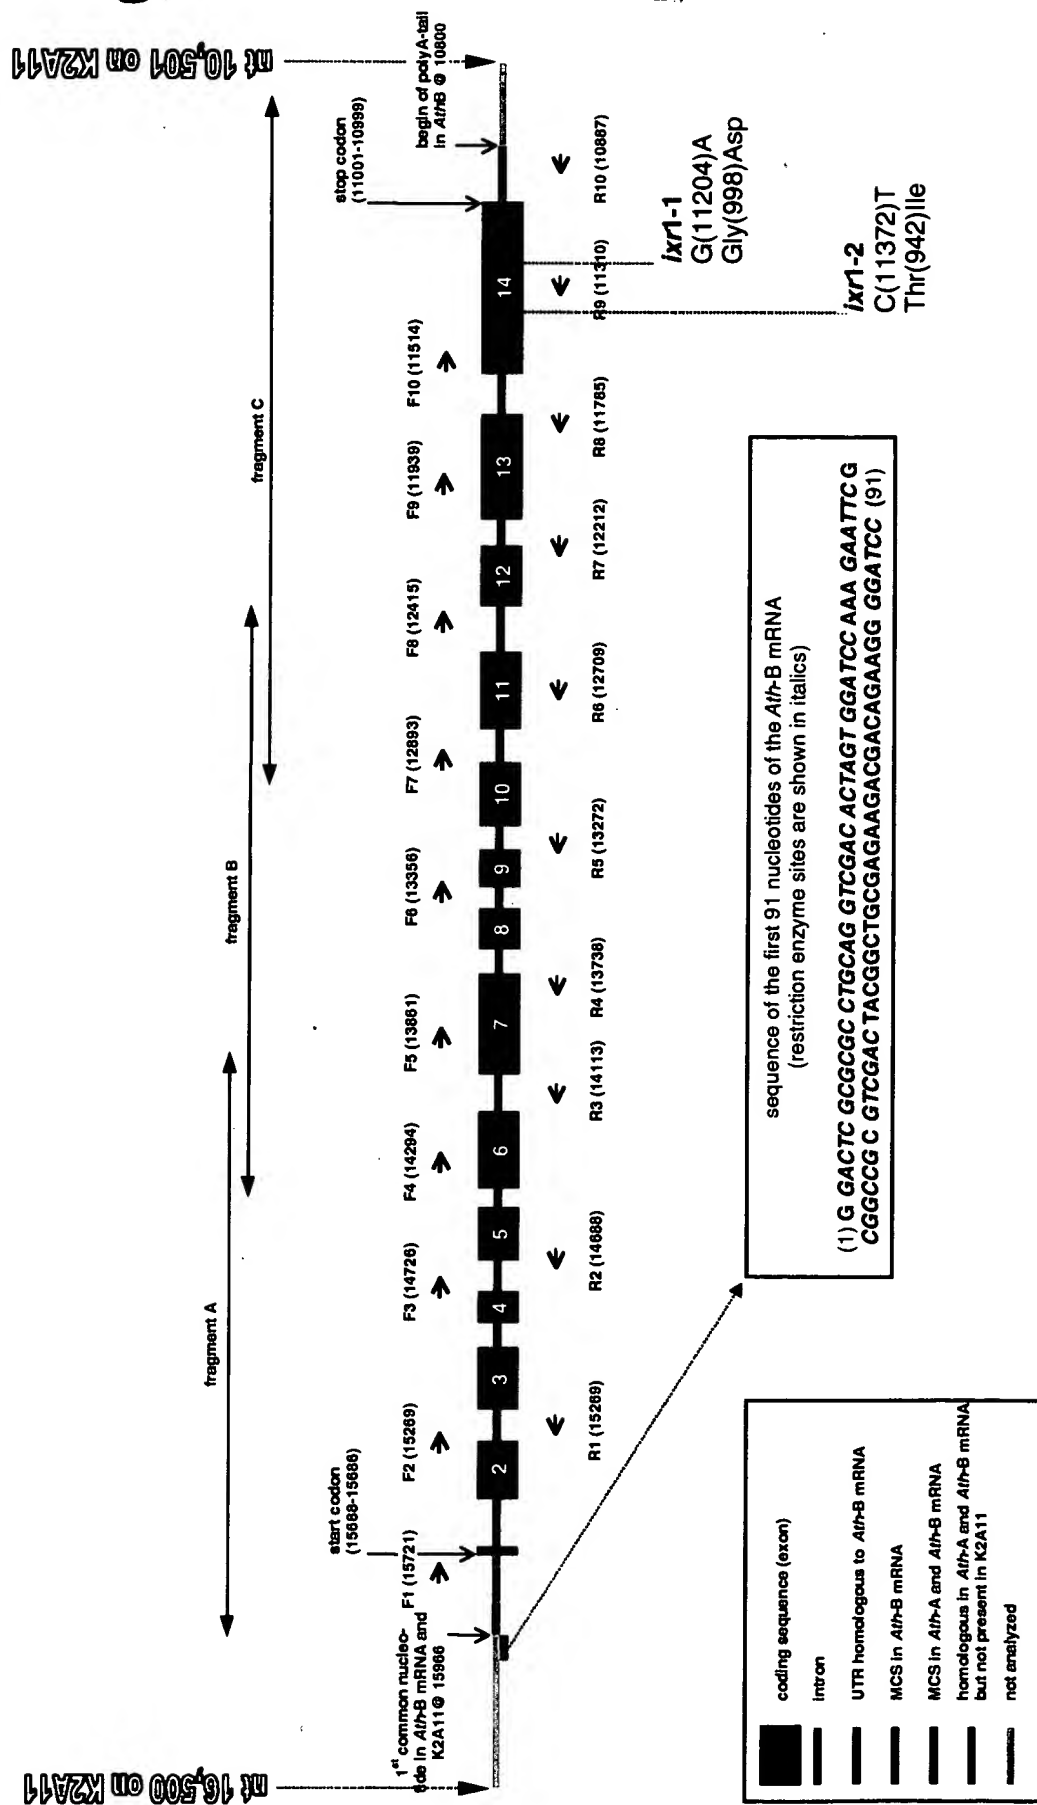 nt 16,500 on K2A11
nt 10,501 on K2A11
fragment A
fragment B
fragment C
1st common nucleo-
tide in Ath-B mRNA and
K2A11@ 15966
start codon
(15688-15686)
stop codon
(11001-10999)
begin of polyA-tail
in AthB @ 10800
F1 (15721)
F2 (15269)
F3 (14726)
F4 (14294)
F5 (13861)
F6 (13356)
F7 (12893)
F8 (12415)
F9 (11939)
F10 (11514)
2
3
4
5
6
7
8
9
10
11
12
13
14
R1 (15269)
R2 (14688)
R3 (14113)
R4 (13738)
R5 (13272)
R6 (12709)
R7 (12212)
R8 (11785)
R9 (11310)
R10 (10887)
ixr1-1
G(11204)A
Gly(998)Asp
ixr1-2
C(11372)T
Thr(942)Ile
coding sequence (exon)
intron
UTR homologous to Ath-B mRNA
MCS in Ath-B mRNA
MCS in Ath-A and Ath-B mRNA
homologous in Ath-A and Ath-B mRNA
but not present in K2A11
not analyzed
sequence of the first 91 nucleotides of the Ath-B mRNA
(restriction enzyme sites are shown in italics)
(1) G GACTC GCGCGC CTGCAG GTCGAC ACTAGT GGATCC AAA GAATTC G
CGGCCG C GTCGAC TACGGCTGCGAGAAGACGACAGAAGG GGATCC (91)